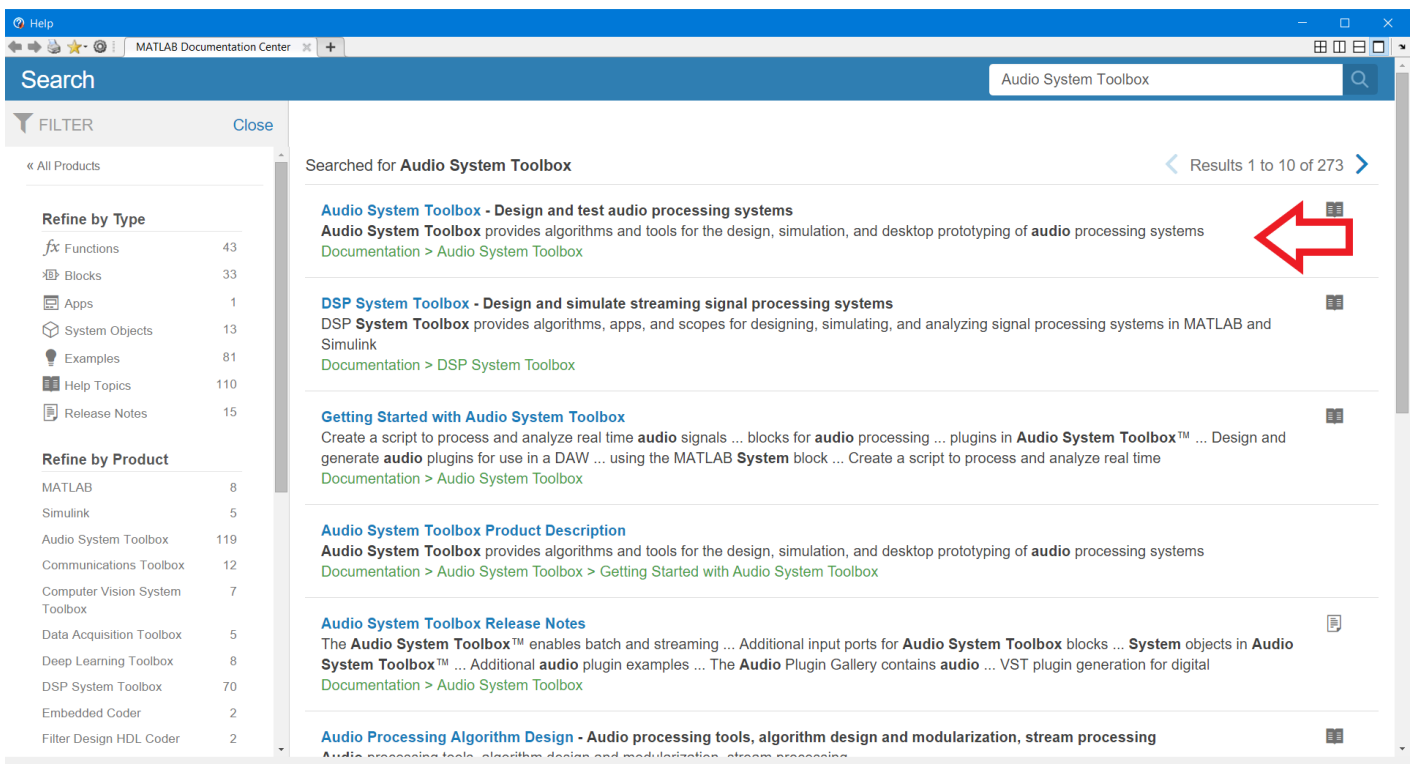 Help
MATLAB Documentation Center
Search
Audio System Toolbox
FILTER Close
« All Products
Refine by Type
fx Functions 43
Blocks 33
Apps 1
System Objects 13
Examples 81
Help Topics 110
Release Notes 15
Refine by Product
MATLAB 8
Simulink 5
Audio System Toolbox 119
Communications Toolbox 12
Computer Vision System 7
Toolbox
Data Acquisition Toolbox 5
Deep Learning Toolbox 8
DSP System Toolbox 70
Embedded Coder 2
Filter Design HDL Coder 2
Searched for Audio System Toolbox
Results 1 to 10 of 273
Audio System Toolbox - Design and test audio processing systems
Audio System Toolbox provides algorithms and tools for the design, simulation, and desktop prototyping of audio processing systems
Documentation > Audio System Toolbox
DSP System Toolbox - Design and simulate streaming signal processing systems
DSP System Toolbox provides algorithms, apps, and scopes for designing, simulating, and analyzing signal processing systems in MATLAB and
Simulink
Documentation > DSP System Toolbox
Getting Started with Audio System Toolbox
Create a script to process and analyze real time audio signals ... blocks for audio processing ... plugins in Audio System Toolbox™ ... Design and
generate audio plugins for use in a DAW ... using the MATLAB System block ... Create a script to process and analyze real time
Documentation > Audio System Toolbox
Audio System Toolbox Product Description
Audio System Toolbox provides algorithms and tools for the design, simulation, and desktop prototyping of audio processing systems
Documentation > Audio System Toolbox > Getting Started with Audio System Toolbox
Audio System Toolbox Release Notes
The Audio System Toolbox™ enables batch and streaming ... Additional input ports for Audio System Toolbox blocks ... System objects in Audio
System Toolbox™ ... Additional audio plugin examples ... The Audio Plugin Gallery contains audio ... VST plugin generation for digital
Documentation > Audio System Toolbox
Audio Processing Algorithm Design - Audio processing tools, algorithm design and modularization, stream processing
Audio processing tools, algorithm design and modularization, stream processing